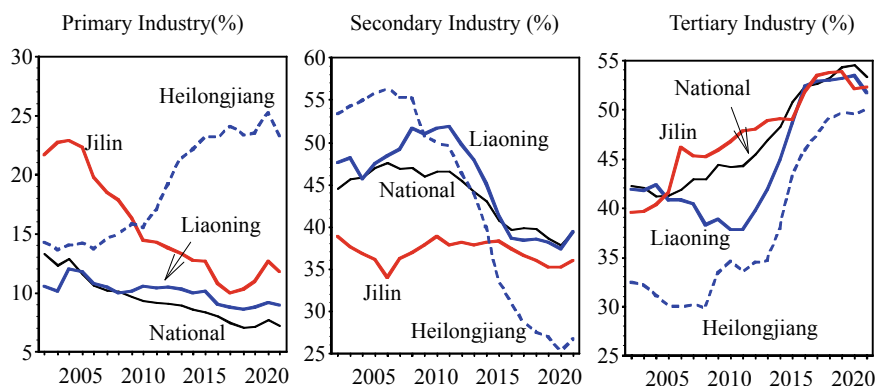 Primary Industry(%)
30
25
20
15
10
5
Heilongjiang
Jilin
Liaoning
National
2005 2010 2015 2020
Secondary Industry (%)
60
55
50
45
40
35
30
25
Liaoning
National
Jilin
Heilongjiang
2005 2010 2015 2020
Tertiary Industry (%)
55
50
45
40
35
30
25
National
Jilin
Liaoning
Heilongjiang
2005 2010 2015 2020